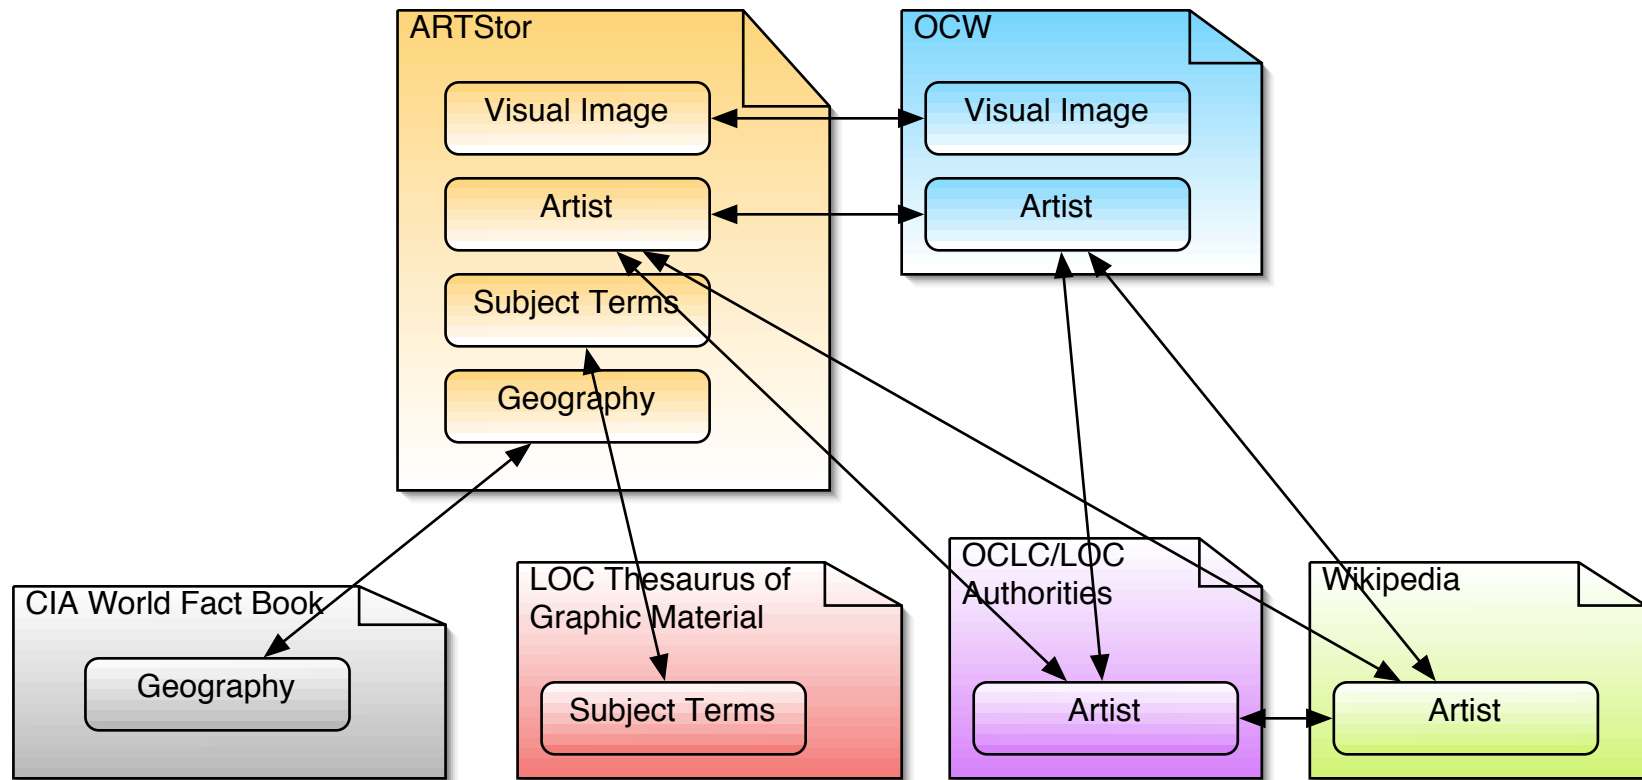 ARTStor
Visual Image
Artist
Subject Terms
Geography
OCW
Visual Image
Artist
CIA World Fact Book
Geography
LOC Thesaurus of
Graphic Material
Subject Terms
OCLC/LOC
Authorities
Artist
Wikipedia
Artist